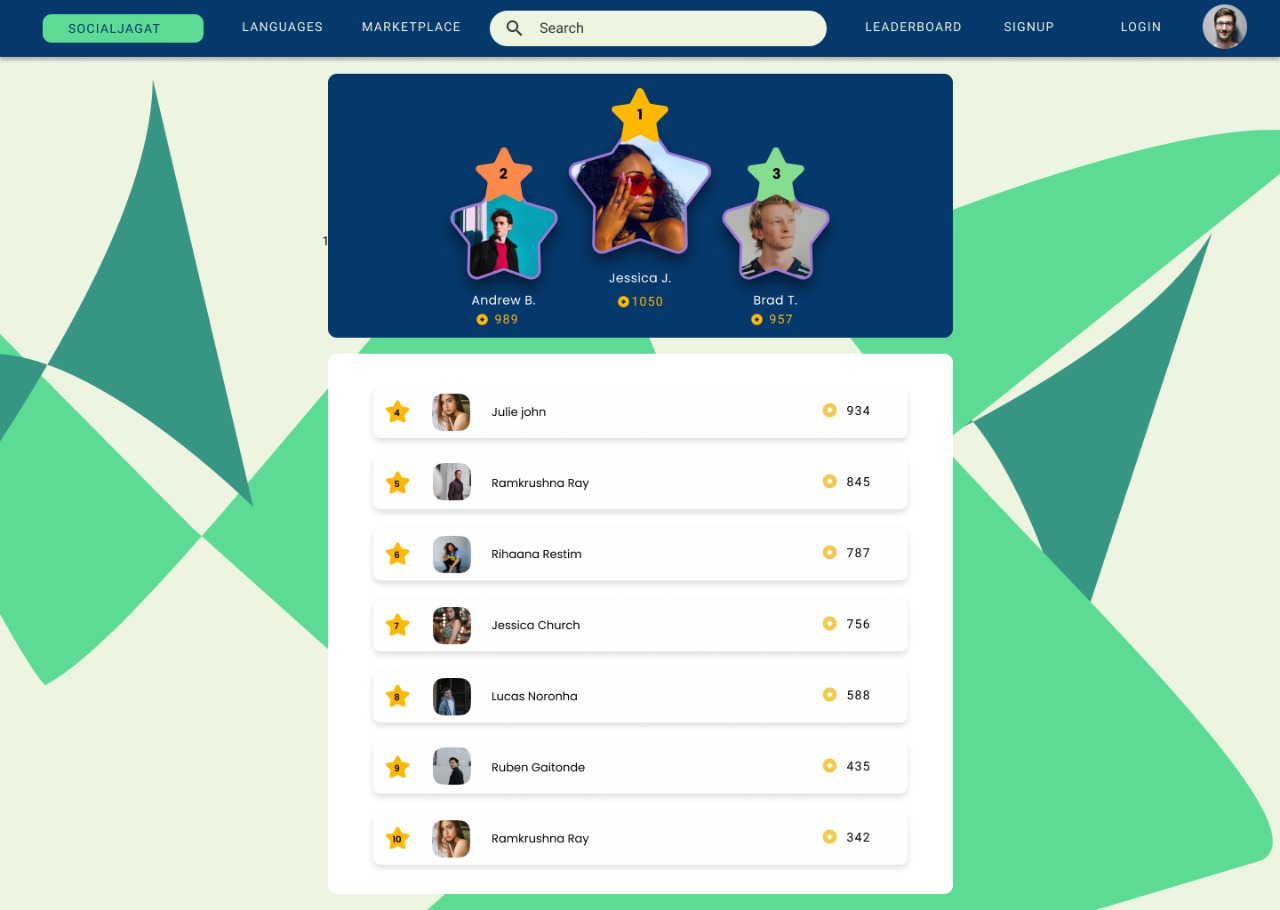 SOCIALJAGAT LANGUAGES MARKETPLACE Search LEADERBOARD SIGNUP LOGIN
1
2
3
1
Jessica J.
1050
Andrew B.
989
Brad T.
957
4 Julie john 934
5 Ramkrushna Ray 845
6 Rihaana Restim 787
7 Jessica Church 756
8 Lucas Noronha 588
9 Ruben Gaitonde 435
10 Ramkrushna Ray 342